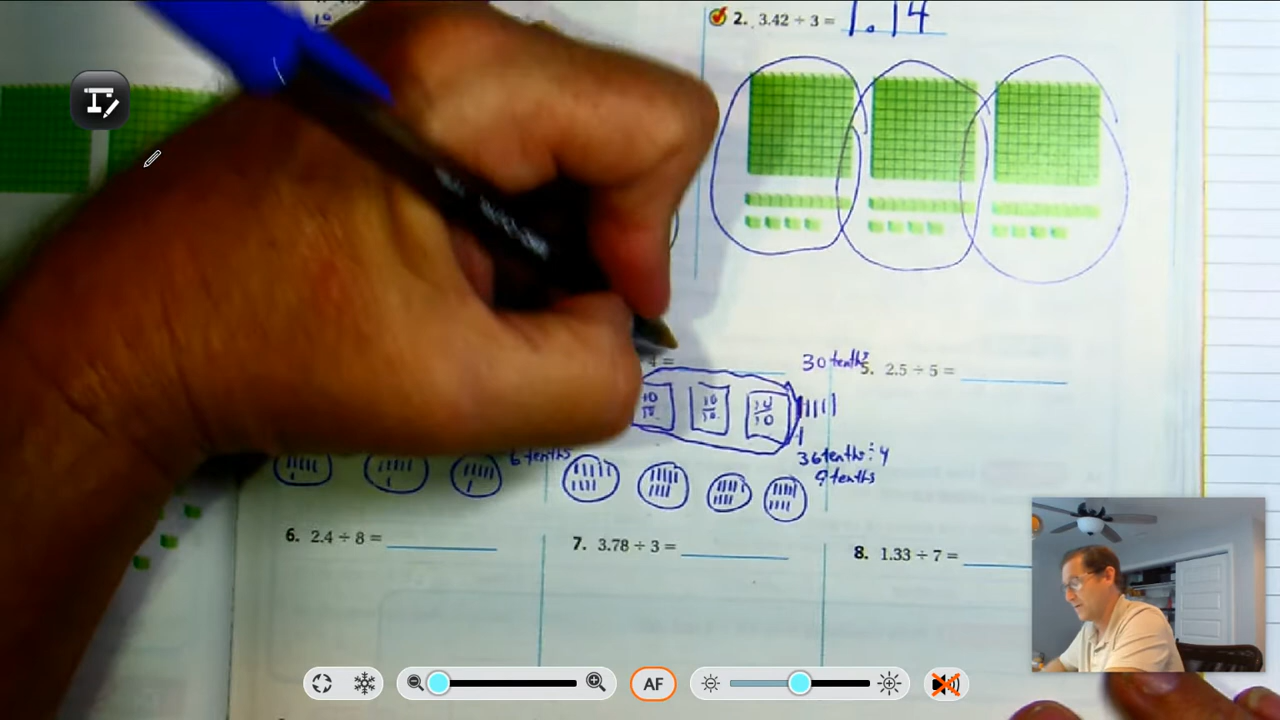 2. 3.42 ÷ 3 = 1.14
4 =
30 tenths
5. 2.5 ÷ 5 =
10/10 10/10 10/10
6 tenths
36 tenths ÷ 4
9 tenths
6. 2.4 ÷ 8 =
7. 3.78 ÷ 3 =
8. 1.33 ÷ 7 =
AF